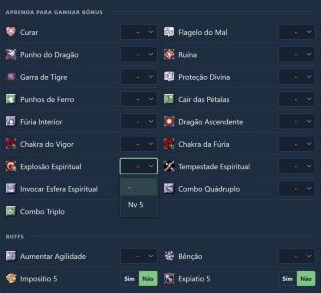 APRENDA PARA GANHAR BÔNUS
Curar - Flagelo do Mal -
Punho do Dragão - Ruína -
Garra de Tigre - Proteção Divina -
Punhos de Ferro - Cair das Pétalas -
Fúria Interior - Dragão Ascendente -
Chakra do Vigor - Chakra da Fúria -
Explosão Espiritual - Tempestade Espiritual -
-
Invocar Esfera Espiritual Combo Quádruplo -
Nv 5
Combo Triplo
BUFFS
Aumentar Agilidade - Bênção -
Impositio 5 Sim Não Expiatio 5 Sim Não